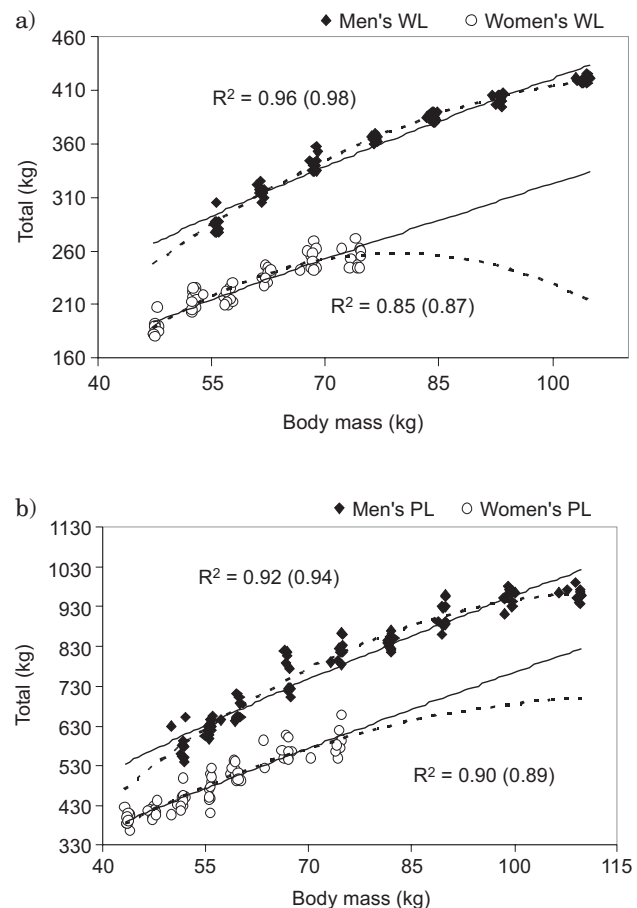 a)
◆ Men's WL ○ Women's WL
460
410
360
310
260
210
160
Total (kg)
R² = 0.96 (0.98)
R² = 0.85 (0.87)
40 55 70 85 100
Body mass (kg)
b)
◆ Men's PL ○ Women's PL
1130
1030
930
830
730
630
530
430
330
Total (kg)
R² = 0.92 (0.94)
R² = 0.90 (0.89)
40 55 70 85 100 115
Body mass (kg)